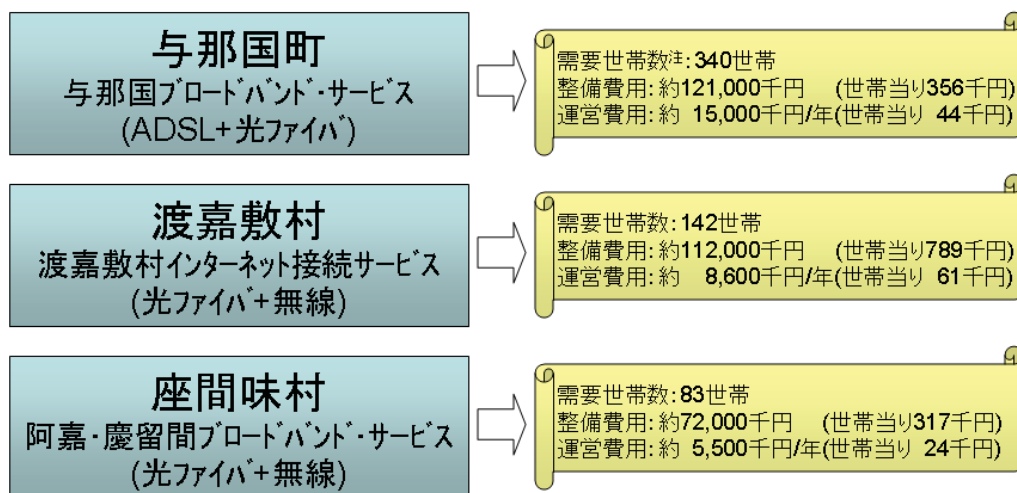 与那国町
与那国ブロードバンド・サービス
(ADSL+光ファイバ)
需要世帯数注:340世帯
整備費用:約121,000千円 (世帯当り356千円)
運営費用:約 15,000千円/年(世帯当り 44千円)
渡嘉敷村
渡嘉敷村インターネット接続サービス
(光ファイバ+無線)
需要世帯数:142世帯
整備費用:約112,000千円 (世帯当り789千円)
運営費用:約 8,600千円/年(世帯当り 61千円)
座間味村
阿嘉・慶留間ブロードバンド・サービス
(光ファイバ+無線)
需要世帯数:83世帯
整備費用:約72,000千円 (世帯当り317千円)
運営費用:約 5,500千円/年(世帯当り 24千円)